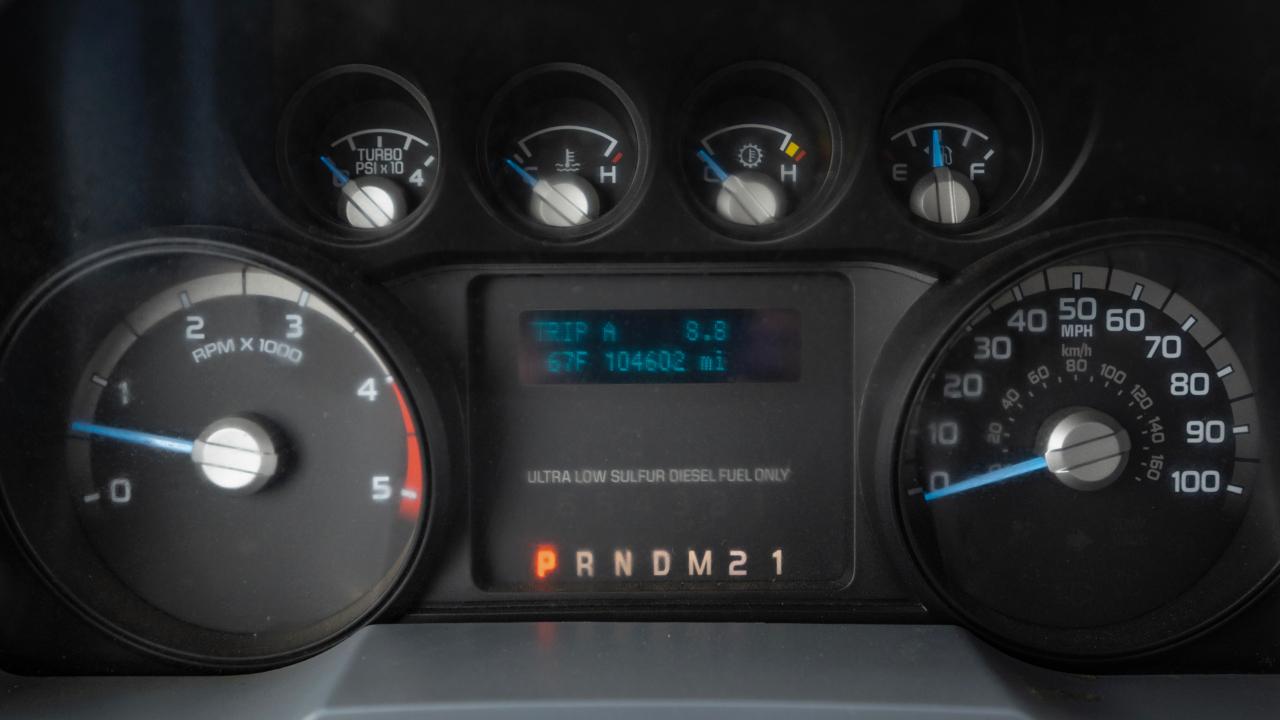 TURBO
PSI x 10
4
H
H
E
F
0
1
2
3
4
5
RPM X 1000
TRIP A 8.8
67F 104602 mi
ULTRA LOW SULFUR DIESEL FUEL ONLY
P R N D M 2 1
0
10
20
30
40
50
60
70
80
90
100
MPH
km/h
20
40
60
80
100
120
140
160